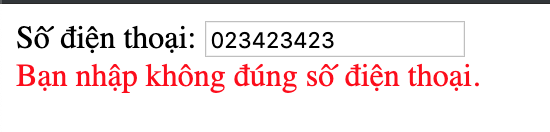 Số điện thoại: 023423423
Bạn nhập không đúng số điện thoại.